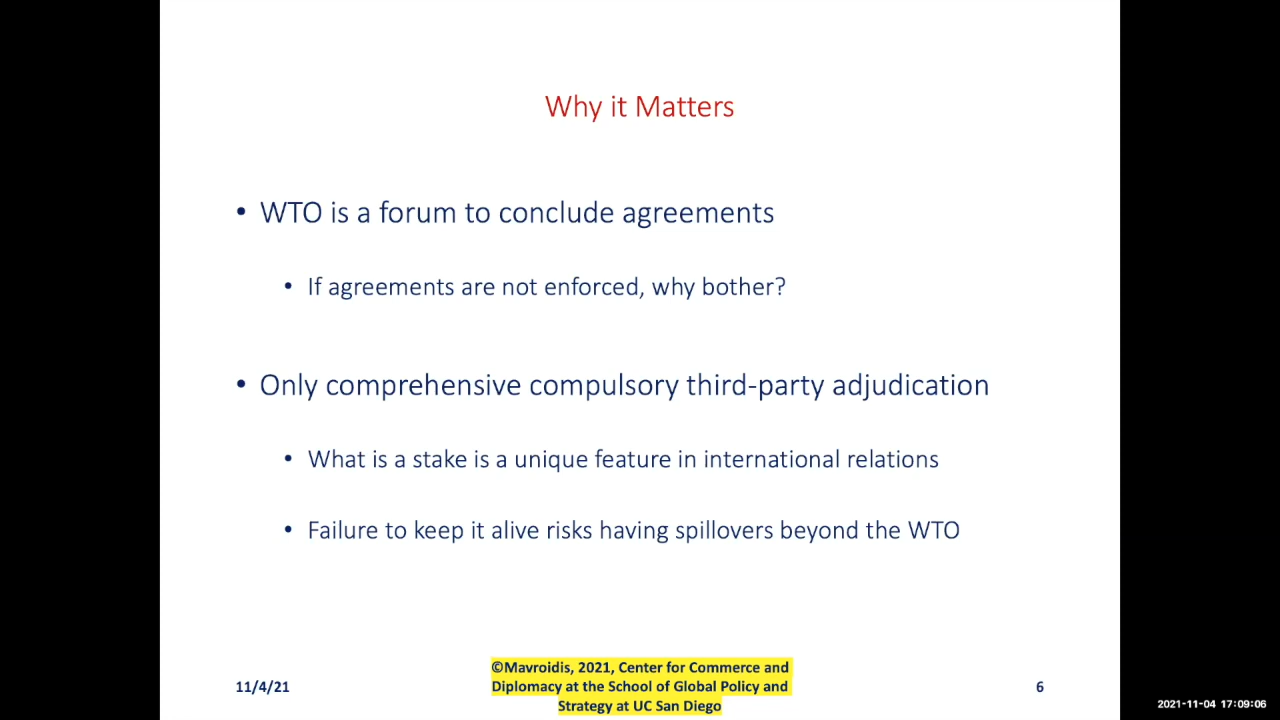 Why it Matters
• WTO is a forum to conclude agreements
• If agreements are not enforced, why bother?
• Only comprehensive compulsory third-party adjudication
• What is a stake is a unique feature in international relations
• Failure to keep it alive risks having spillovers beyond the WTO
11/4/21
©Mavroidis, 2021, Center for Commerce and
Diplomacy at the School of Global Policy and
Strategy at UC San Diego
6
2021-11-04 17:09:06